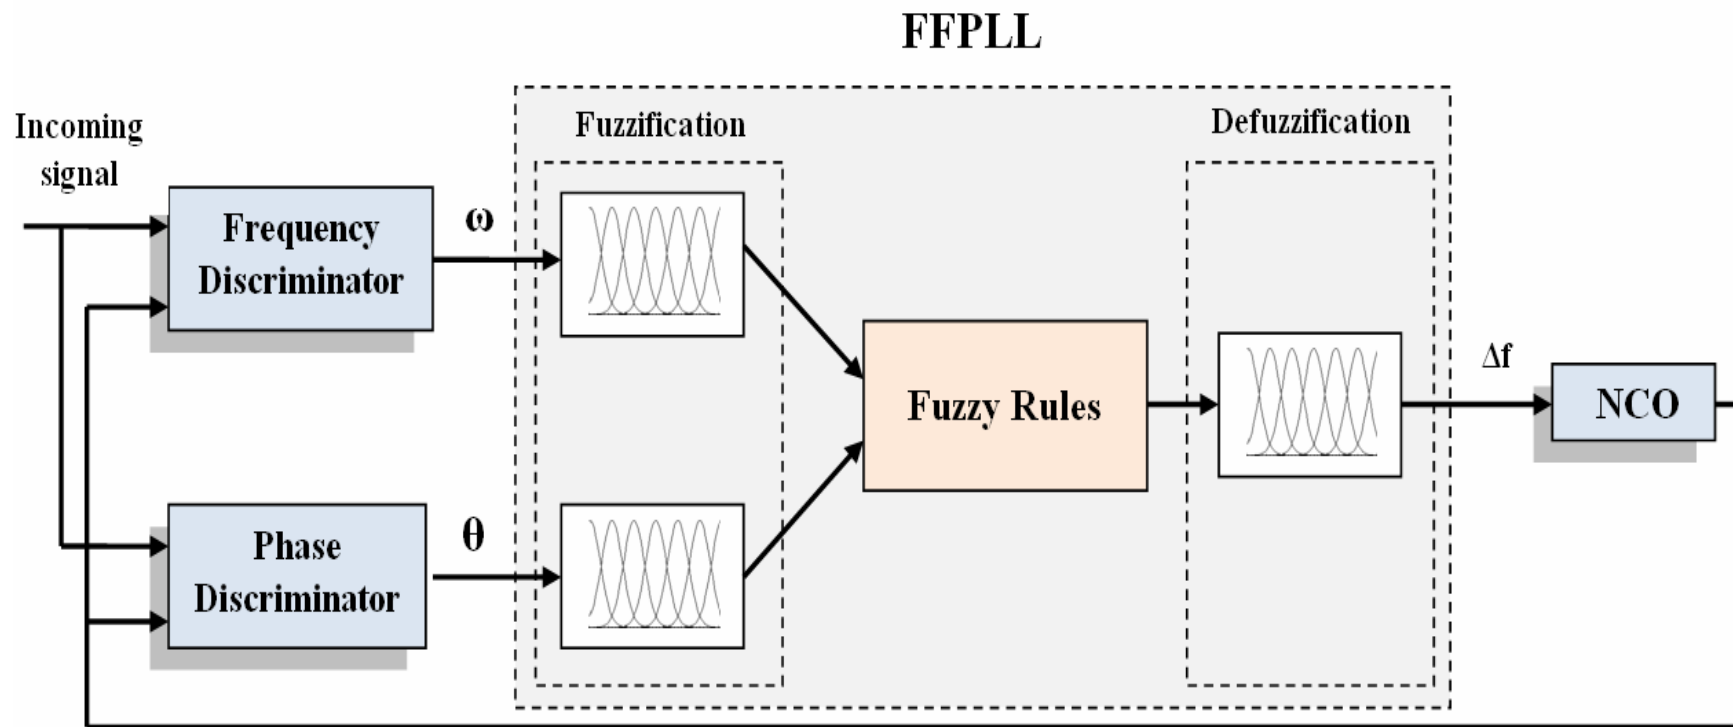 FFPLL
Incoming
signal
Fuzzification
Defuzzification
Frequency
Discriminator
ω
Δf
Fuzzy Rules
NCO
Phase
Discriminator
θ